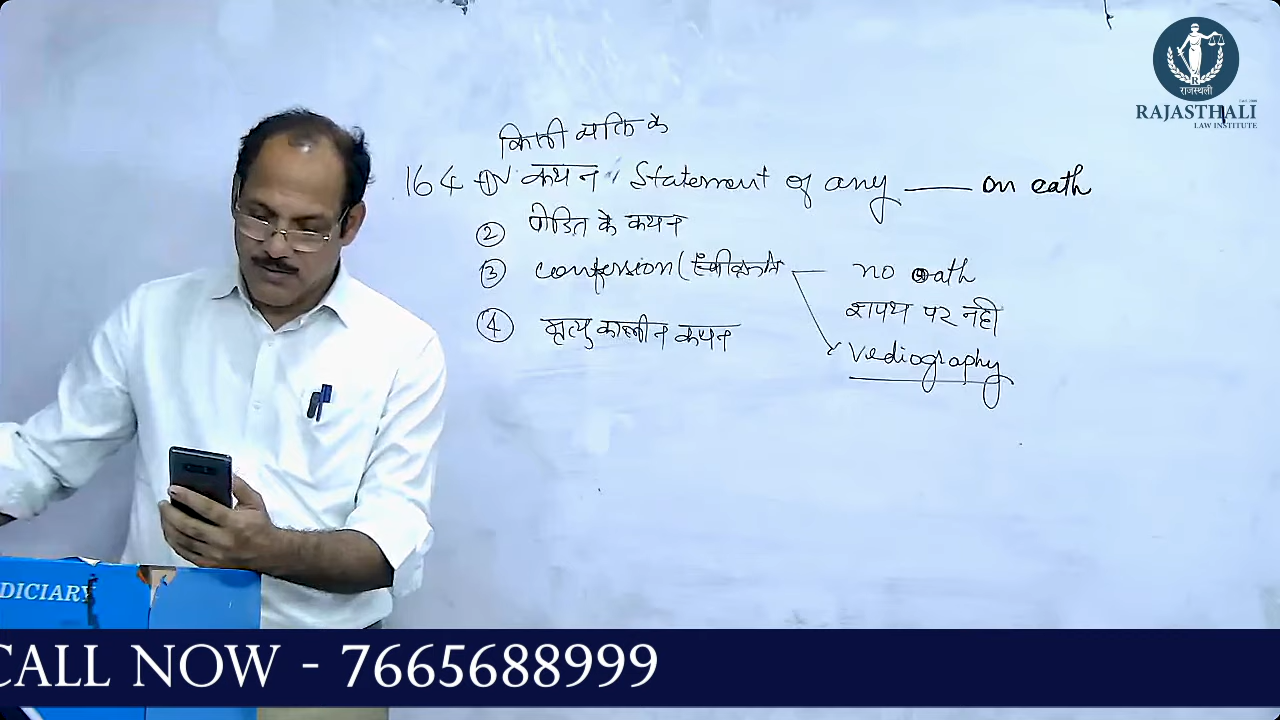 राजस्थली
RAJASTHALI
LAW INSTITUTE
किसी व्यक्ति के
164 ① कथन Statement of any —— on oath
② पीडित के कथन
③ confession (स्वीकृति no oath
शपथ पर नही
④ मृत्यु कालीन कथन
Vediography
DICIARY
CALL NOW - 7665688999